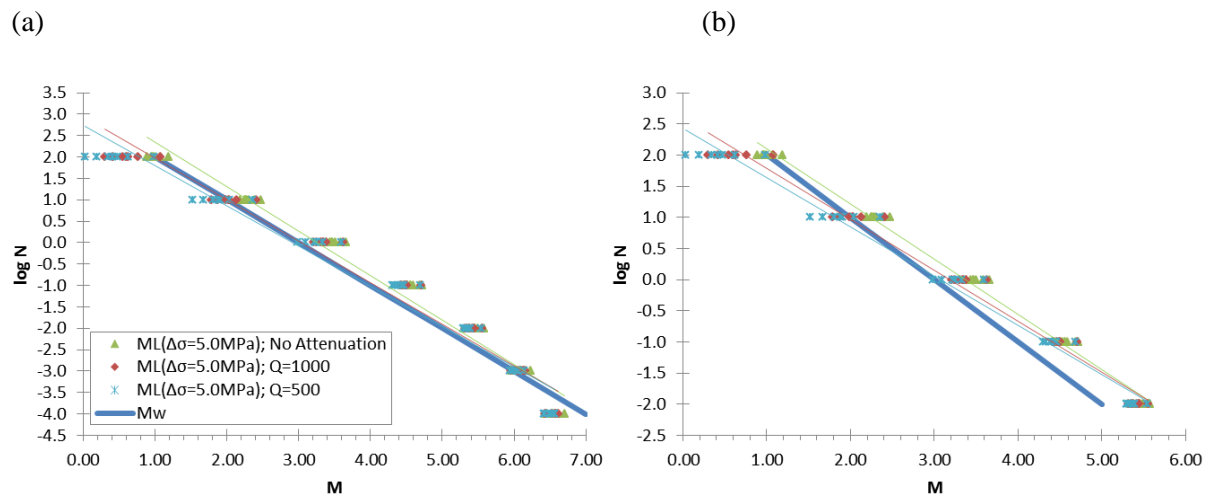 (a)
(b)
3.5
3.0
2.5
2.0
1.5
1.0
0.5
0.0
-0.5
-1.0
-1.5
-2.0
-2.5
-3.0
-3.5
-4.0
-4.5
log N
ML(Δσ=5.0MPa); No Attenuation
ML(Δσ=5.0MPa); Q=1000
ML(Δσ=5.0MPa); Q=500
Mw
0.00 1.00 2.00 3.00 4.00 5.00 6.00 7.00
M
3.0
2.5
2.0
1.5
1.0
0.5
0.0
-0.5
-1.0
-1.5
-2.0
-2.5
log N
0.00 1.00 2.00 3.00 4.00 5.00 6.00
M